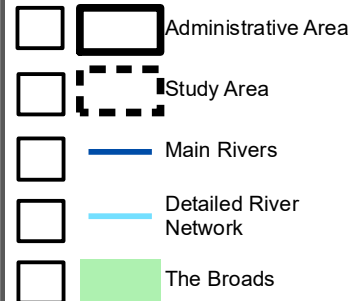 Administrative Area
Study Area
Main Rivers
Detailed River
Network
The Broads